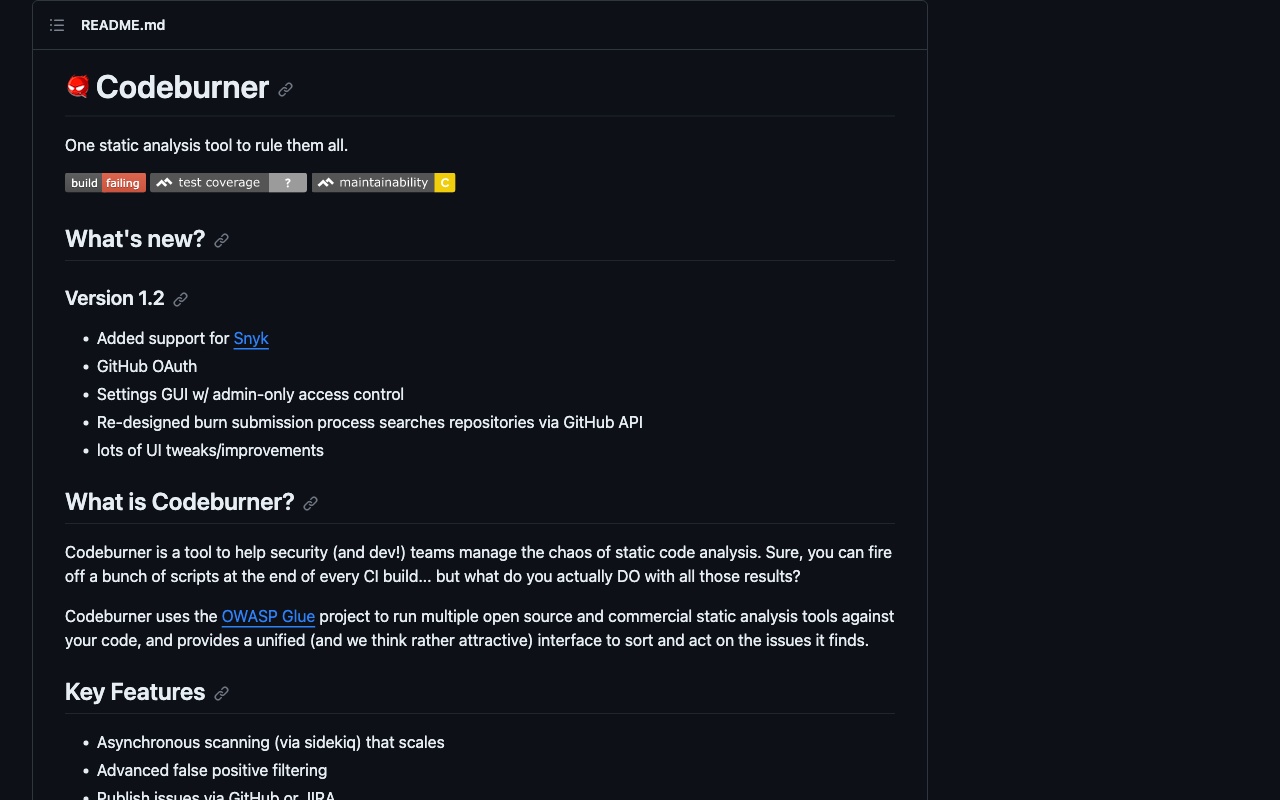 README.md
Codeburner
One static analysis tool to rule them all.
build failing test coverage ? maintainability C
What's new?
Version 1.2
• Added support for Snyk
• GitHub OAuth
• Settings GUI w/ admin-only access control
• Re-designed burn submission process searches repositories via GitHub API
• lots of UI tweaks/improvements
What is Codeburner?
Codeburner is a tool to help security (and dev!) teams manage the chaos of static code analysis. Sure, you can fire
off a bunch of scripts at the end of every CI build... but what do you actually DO with all those results?
Codeburner uses the OWASP Glue project to run multiple open source and commercial static analysis tools against
your code, and provides a unified (and we think rather attractive) interface to sort and act on the issues it finds.
Key Features
• Asynchronous scanning (via sidekiq) that scales
• Advanced false positive filtering
• Publish issues via GitHub or JIRA